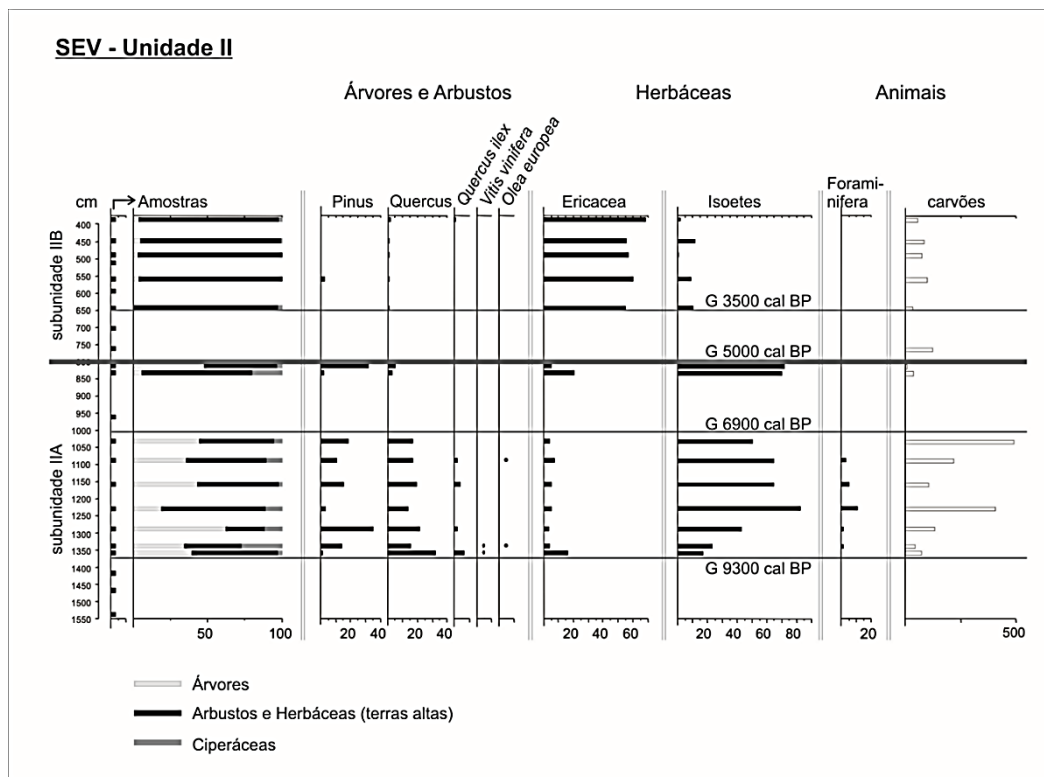 SEV - Unidade II
Árvores e Arbustos
Herbáceas
Animais
cm
Amostras
Pinus
Quercus
Quercus ilex
Vitis vinifera
Olea europea
Ericacea
Isoetes
Forami-
nifera
carvões
subunidade IIB
subunidade IIA
400
450
500
550
600
650
700
750
800
850
900
950
1000
1050
1100
1150
1200
1250
1300
1350
1400
1450
1500
1550
G 3500 cal BP
G 5000 cal BP
G 6900 cal BP
G 9300 cal BP
50 100
20 40
20 40
20 40 60
20 40 60 80
20
500
Árvores
Arbustos e Herbáceas (terras altas)
Ciperáceas